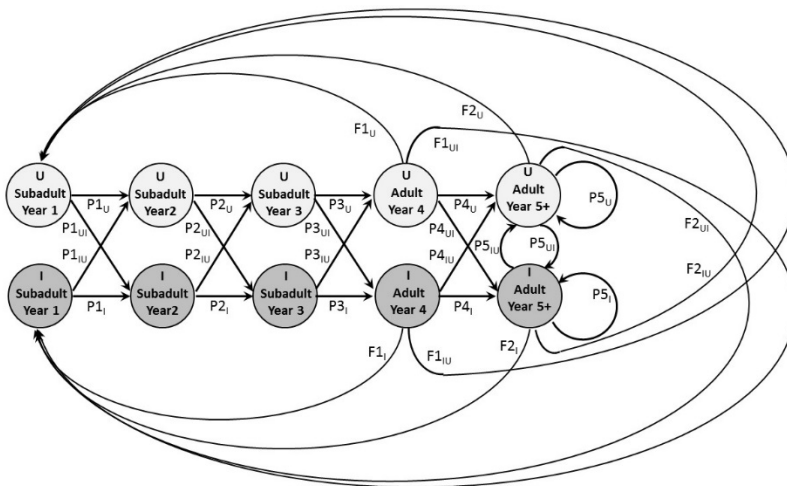 F1U
F2U
F1UI
U
Subadult
Year 1
U
Subadult
Year2
U
Subadult
Year 3
U
Adult
Year 4
U
Adult
Year 5+
P1U
P2U
P3U
P4U
P5U
P1UI
P2UI
P3UI
P4UI
P5UI
P1IU
P2IU
P3IU
P4IU
P5IU
F2UI
F2IU
I
Subadult
Year 1
I
Subadult
Year2
I
Subadult
Year 3
I
Adult
Year 4
I
Adult
Year 5+
P1I
P2I
P3I
P4I
P5I
F1I
F1IU
F2I